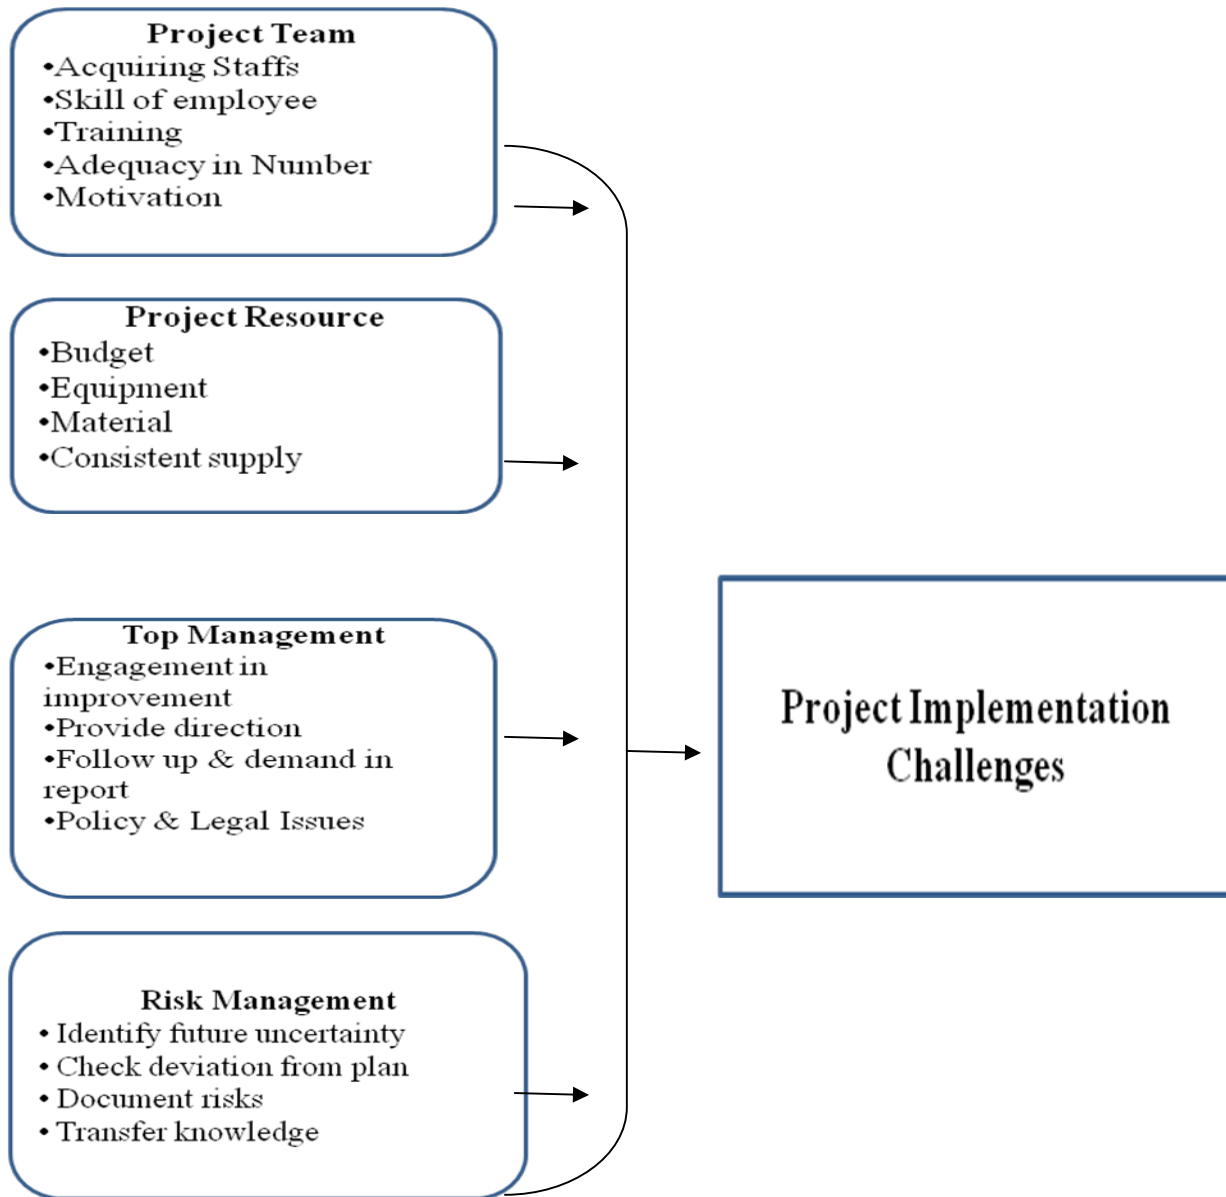 Project Team
•Acquiring Staffs
•Skill of employee
•Training
•Adequacy in Number
•Motivation
Project Resource
•Budget
•Equipment
•Material
•Consistent supply
Top Management
•Engagement in
improvement
•Provide direction
•Follow up & demand in
report
•Policy & Legal Issues
Risk Management
• Identify future uncertainty
• Check deviation from plan
• Document risks
• Transfer knowledge
Project Implementation
Challenges